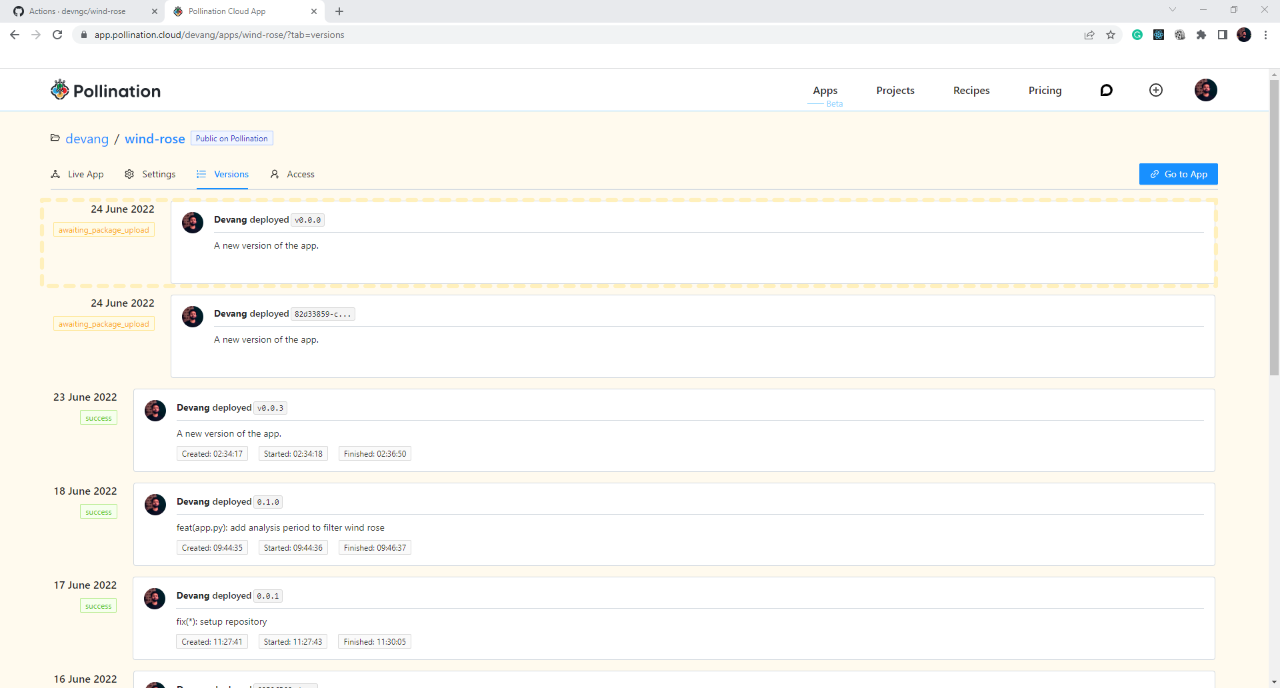 Actions · devngc/wind-rose
Pollination Cloud App
app.pollination.cloud/devang/apps/wind-rose/?tab=versions
Pollination
Apps
Beta
Projects
Recipes
Pricing
devang / wind-rose
Public on Pollination
Live App
Settings
Versions
Access
Go to App
24 June 2022
awaiting_package_upload
Devang deployed v0.0.0
A new version of the app.
24 June 2022
awaiting_package_upload
Devang deployed 82d33859-c...
A new version of the app.
23 June 2022
success
Devang deployed v0.0.3
A new version of the app.
Created: 02:34:17 Started: 02:34:18 Finished: 02:36:50
18 June 2022
success
Devang deployed 0.1.0
feat(app.py): add analysis period to filter wind rose
Created: 09:44:35 Started: 09:44:36 Finished: 09:46:37
17 June 2022
success
Devang deployed 0.0.1
fix(*): setup repository
Created: 11:27:41 Started: 11:27:43 Finished: 11:30:05
16 June 2022
Devang deployed